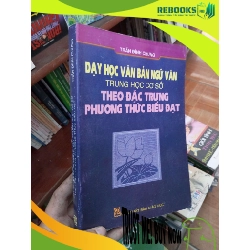 REBOOKS
TRẦN ĐÌNH CHUNG
DẠY HỌC VĂN BẢN NGỮ VĂN
TRUNG HỌC CƠ SỞ
THEO ĐẶC TRƯNG
PHƯƠNG THỨC BIỂU ĐẠT